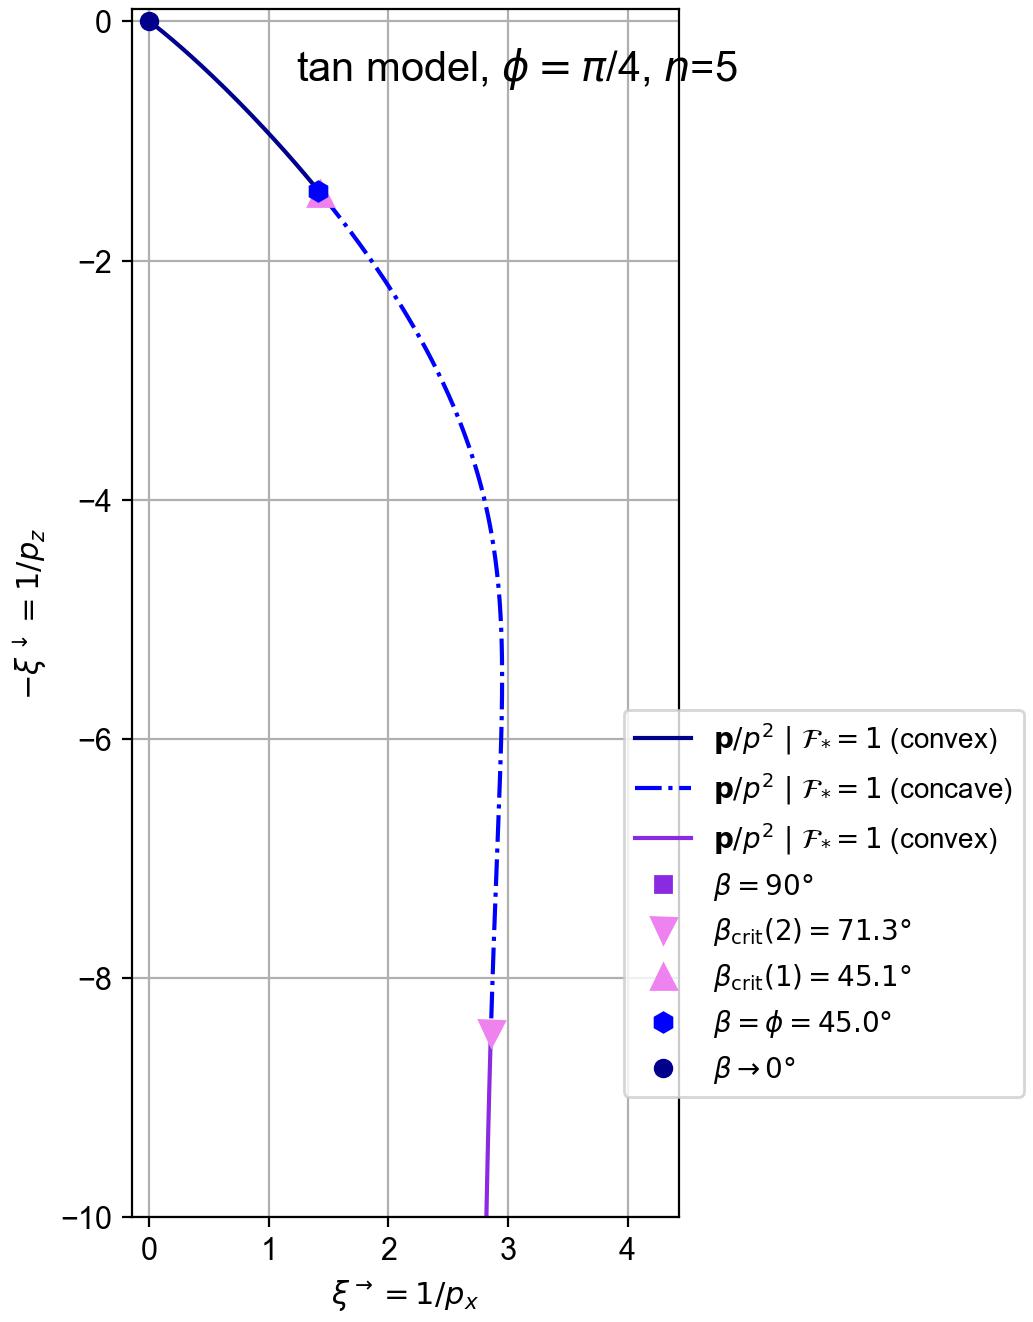 tan model, ϕ = π/4, n=5
0
−2
−4
−6
−8
−10
−ξ↓ = 1/p_z
0 1 2 3 4
ξ→ = 1/p_x
𝐩/p² | ℱ* = 1 (convex)
𝐩/p² | ℱ* = 1 (concave)
𝐩/p² | ℱ* = 1 (convex)
β = 90°
β_crit(2) = 71.3°
β_crit(1) = 45.1°
β = ϕ = 45.0°
β → 0°